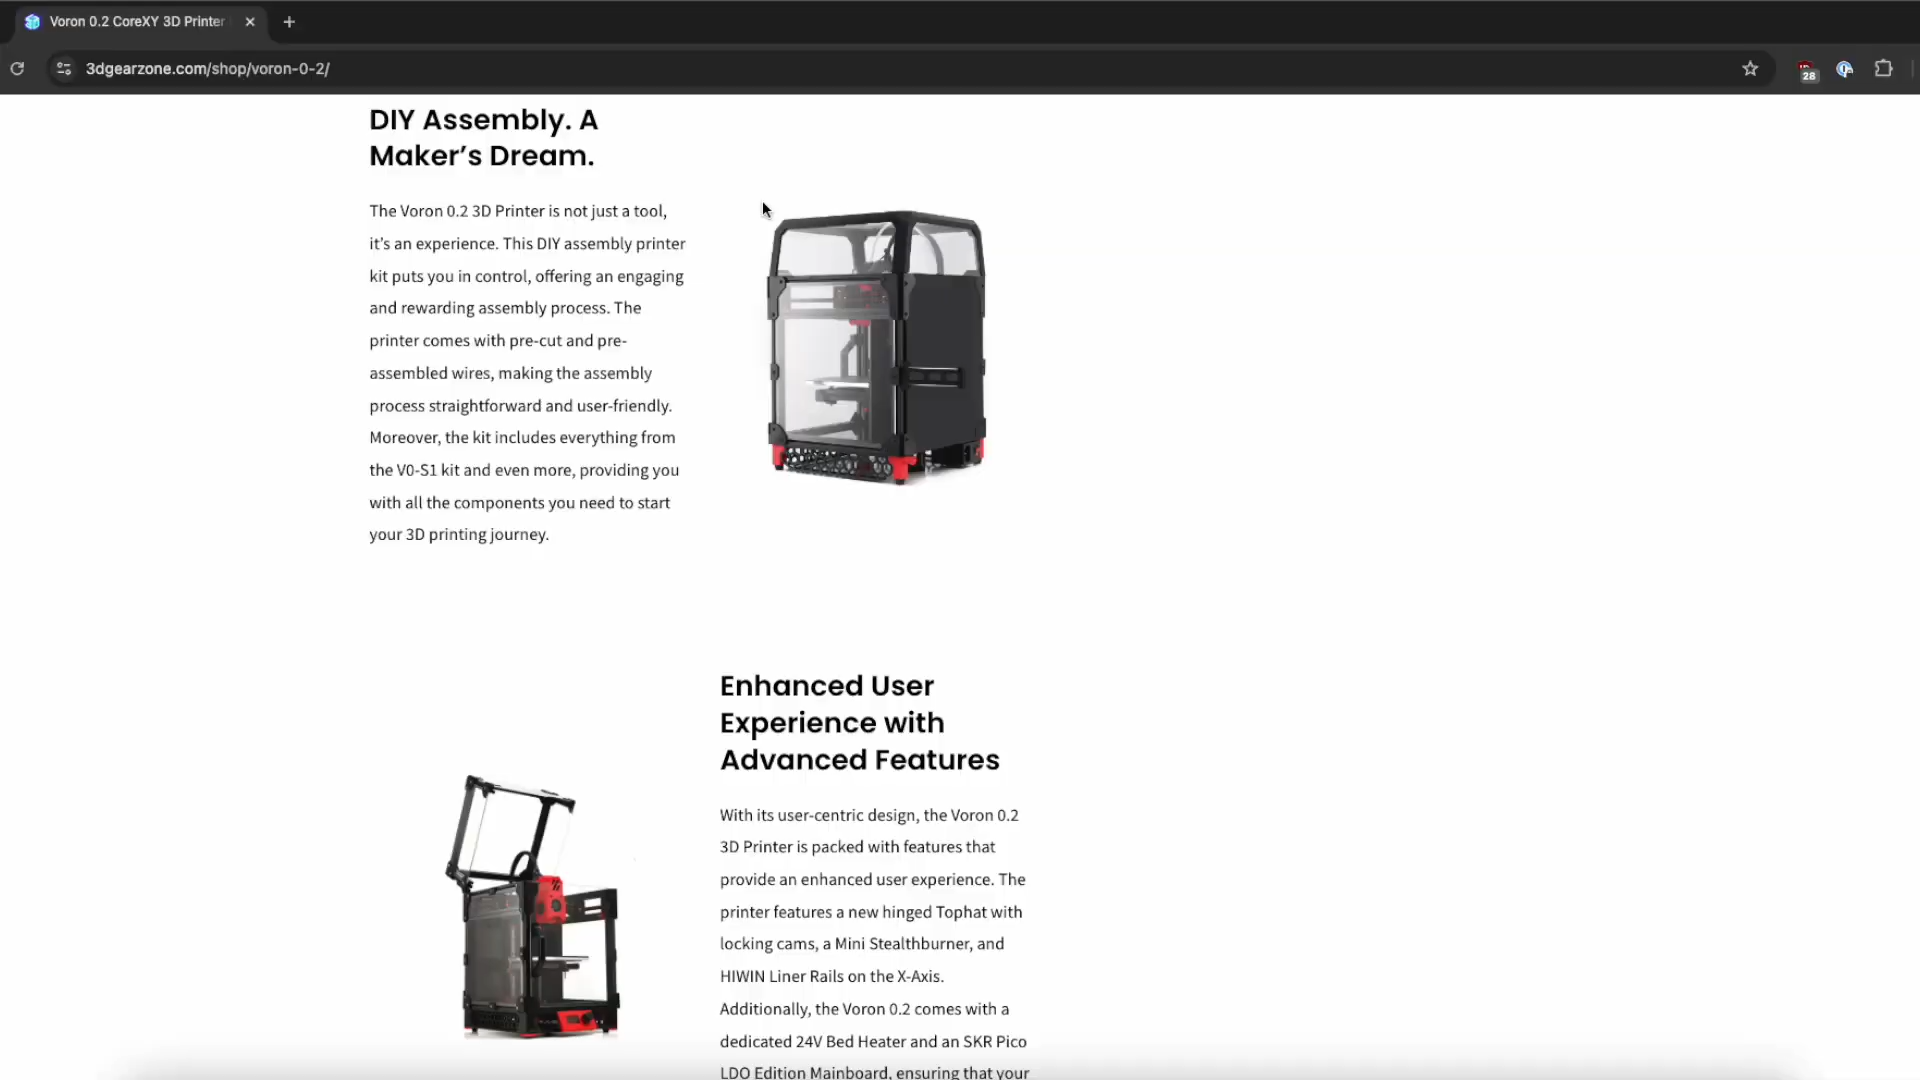 Voron 0.2 CoreXY 3D Printer
3dgearzone.com/shop/voron-0-2/
28
DIY Assembly. A
Maker’s Dream.
The Voron 0.2 3D Printer is not just a tool,
it’s an experience. This DIY assembly printer
kit puts you in control, offering an engaging
and rewarding assembly process. The
printer comes with pre-cut and pre-
assembled wires, making the assembly
process straightforward and user-friendly.
Moreover, the kit includes everything from
the V0-S1 kit and even more, providing you
with all the components you need to start
your 3D printing journey.
Enhanced User
Experience with
Advanced Features
With its user-centric design, the Voron 0.2
3D Printer is packed with features that
provide an enhanced user experience. The
printer features a new hinged Tophat with
locking cams, a Mini Stealthburner, and
HIWIN Liner Rails on the X-Axis.
Additionally, the Voron 0.2 comes with a
dedicated 24V Bed Heater and an SKR Pico
LDO Edition Mainboard, ensuring that your